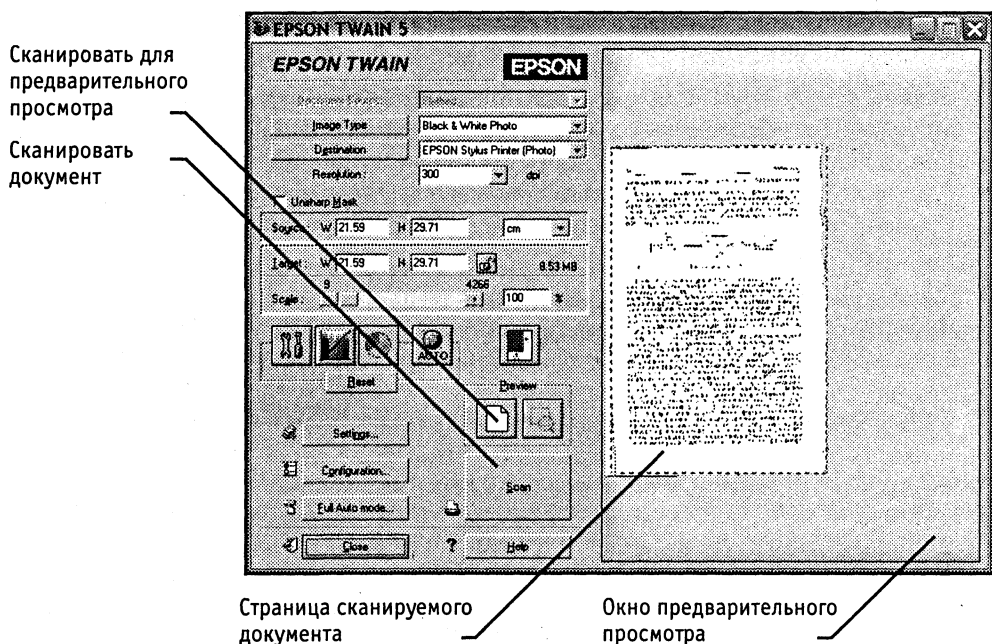 Сканировать для
предварительного
просмотра
Сканировать
документ
EPSON TWAIN 5
EPSON TWAIN EPSON
Document Source:
Image Type Black & White Photo
Destination EPSON Stylus Printer (Photo)
Resolution: 300 dpi
Unsharp Mask
Source: W 21.59 H 29.71 cm
Target: W 21.59 H 29.71 8.53 MB
9 4266
Scale: 100 %
AUTO
Reset
Preview
Settings...
Configuration...
Scan
Full Auto mode...
Close ? Help
Страница сканируемого
документа
Окно предварительного
просмотра